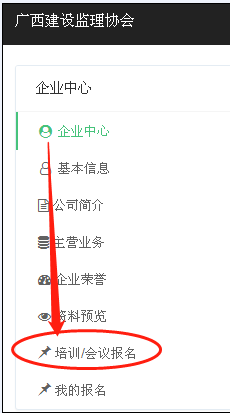 广西建设监理协会
企业中心
企业中心
基本信息
公司简介
主营业务
企业荣誉
资料预览
培训/会议报名
我的报名